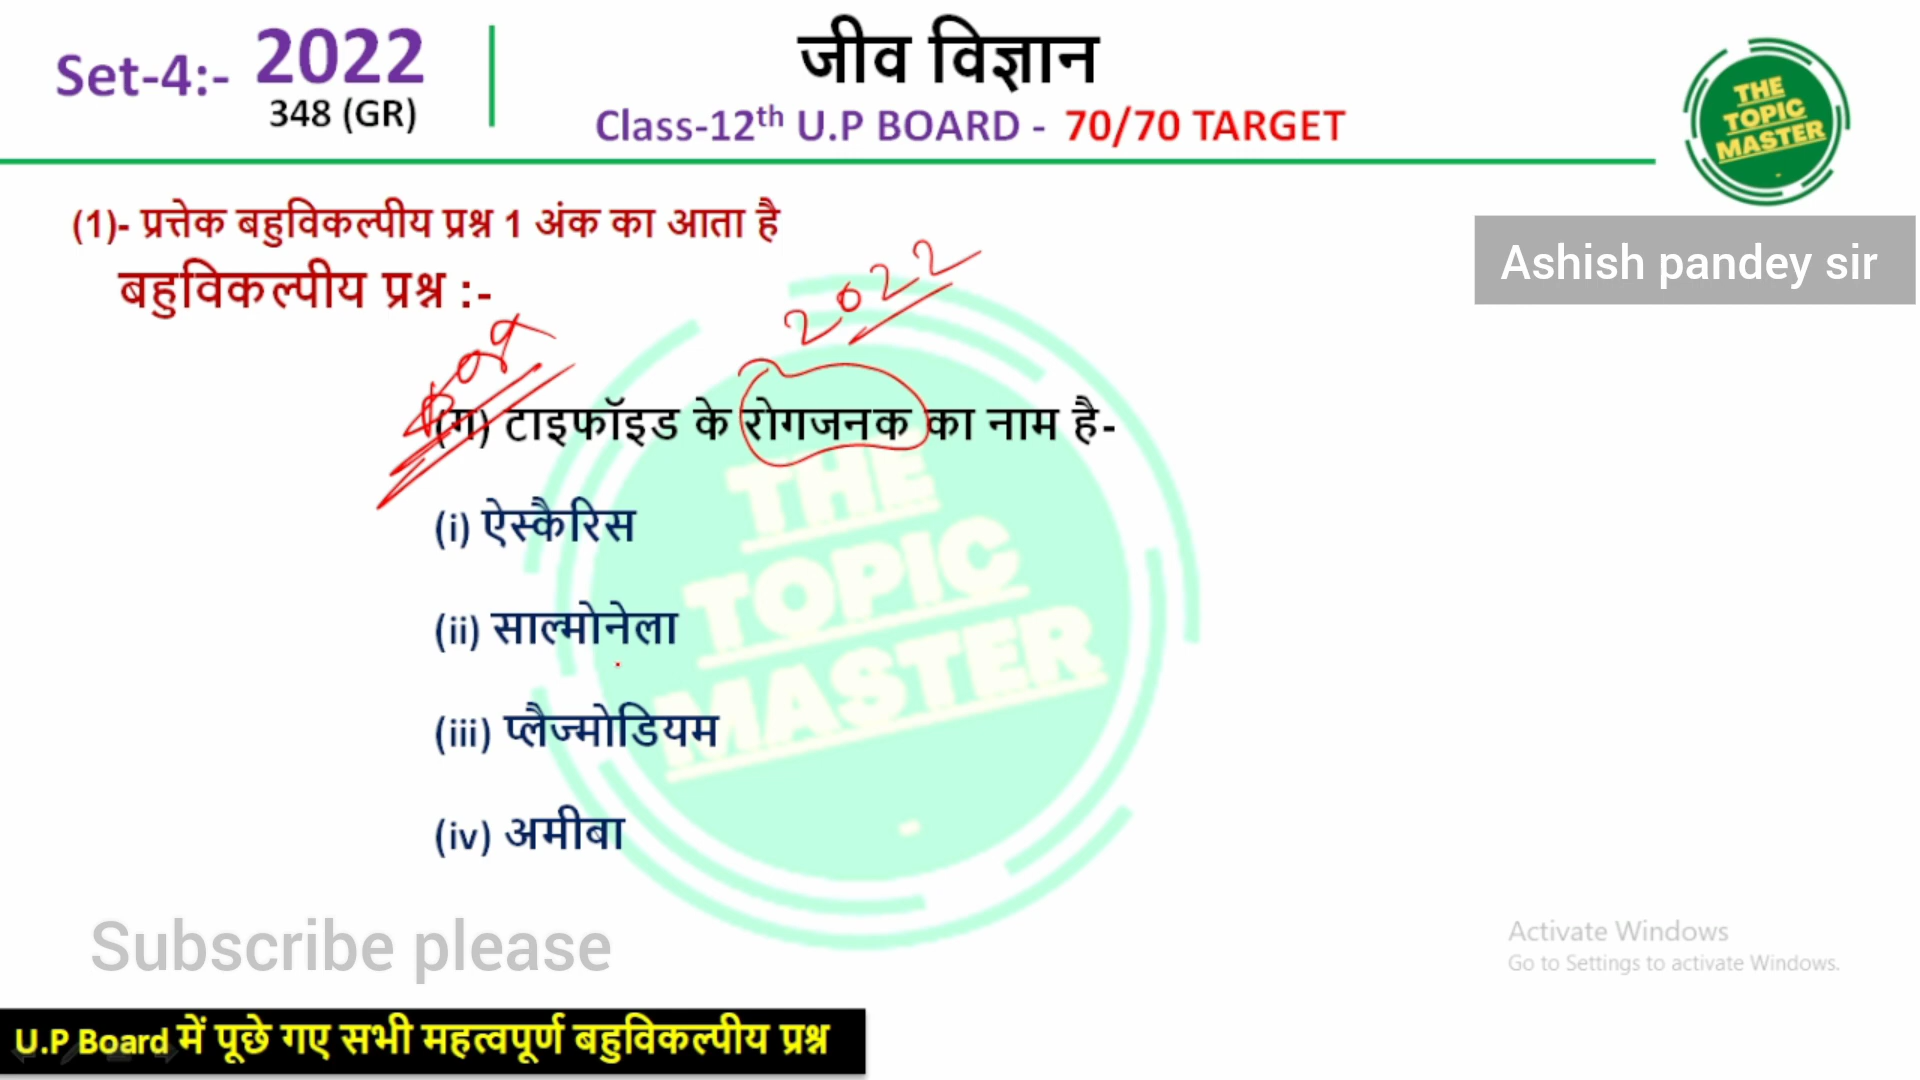 Set-4:- 2022
348 (GR)
जीव विज्ञान
Class-12th U.P BOARD - 70/70 TARGET
THE
TOPIC
MASTER
Ashish pandey sir
(1)- प्रत्तेक बहुविकल्पीय प्रश्न 1 अंक का आता है
बहुविकल्पीय प्रश्न :-
2022
(ग) टाइफॉइड के रोगजनक का नाम है-
(i) ऐस्कैरिस
(ii) साल्मोनेला
(iii) प्लैज्मोडियम
(iv) अमीबा
THE
TOPIC
MASTER
Subscribe please
Activate Windows
Go to Settings to activate Windows.
U.P Board में पूछे गए सभी महत्वपूर्ण बहुविकल्पीय प्रश्न